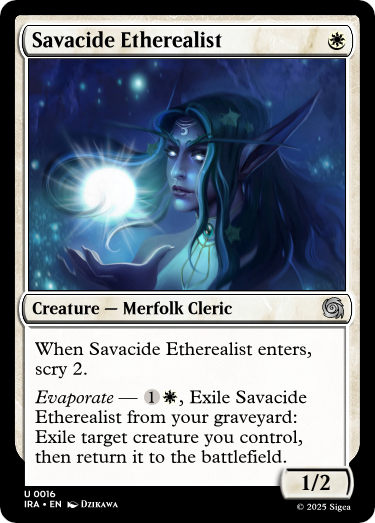 Savacide Etherealist
Creature — Merfolk Cleric
When Savacide Etherealist enters,
scry 2.
Evaporate — 1, Exile Savacide
Etherealist from your graveyard:
Exile target creature you control,
then return it to the battlefield.
1/2
U 0016
IRA • EN Dzikawa
© 2025 Sigea